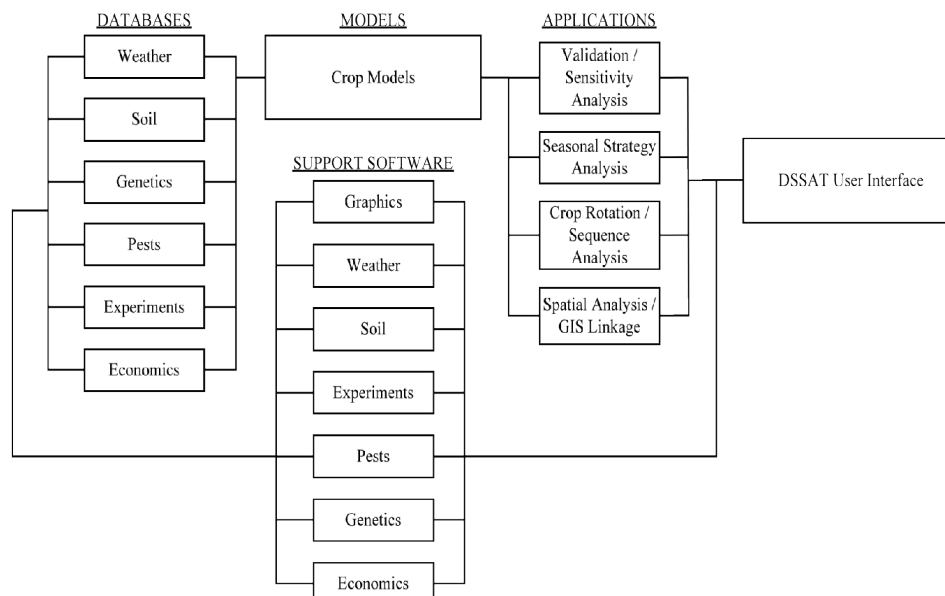 DATABASES
Weather
Soil
Genetics
Pests
Experiments
Economics
MODELS
Crop Models
SUPPORT SOFTWARE
Graphics
Weather
Soil
Experiments
Pests
Genetics
Economics
APPLICATIONS
Validation /
Sensitivity
Analysis
Seasonal Strategy
Analysis
Crop Rotation /
Sequence
Analysis
Spatial Analysis /
GIS Linkage
DSSAT User Interface